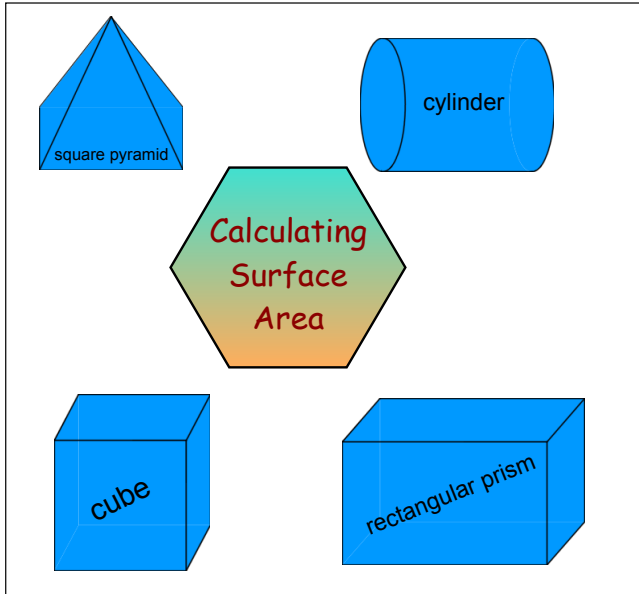 square pyramid
cylinder
Calculating
Surface
Area
cube
rectangular prism